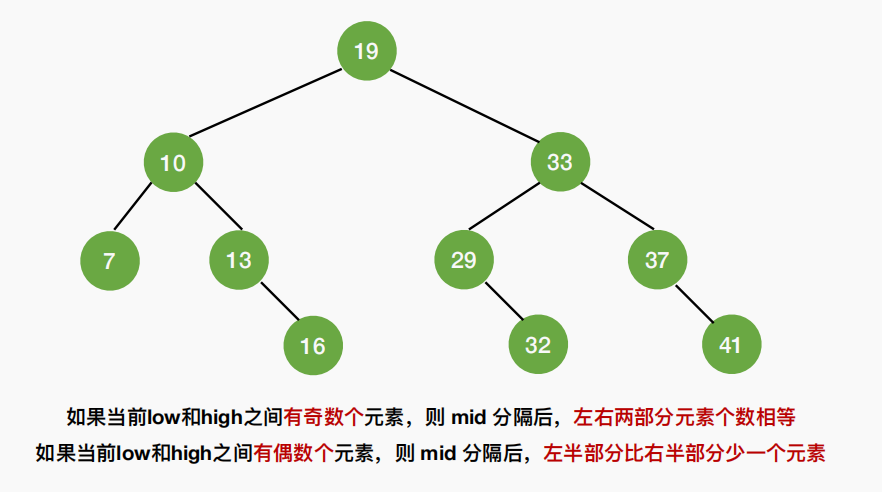 19
10 33
7 13 29 37
16 32 41
如果当前low和high之间有奇数个元素，则 mid 分隔后，左右两部分元素个数相等
如果当前low和high之间有偶数个元素，则 mid 分隔后，左半部分比右半部分少一个元素